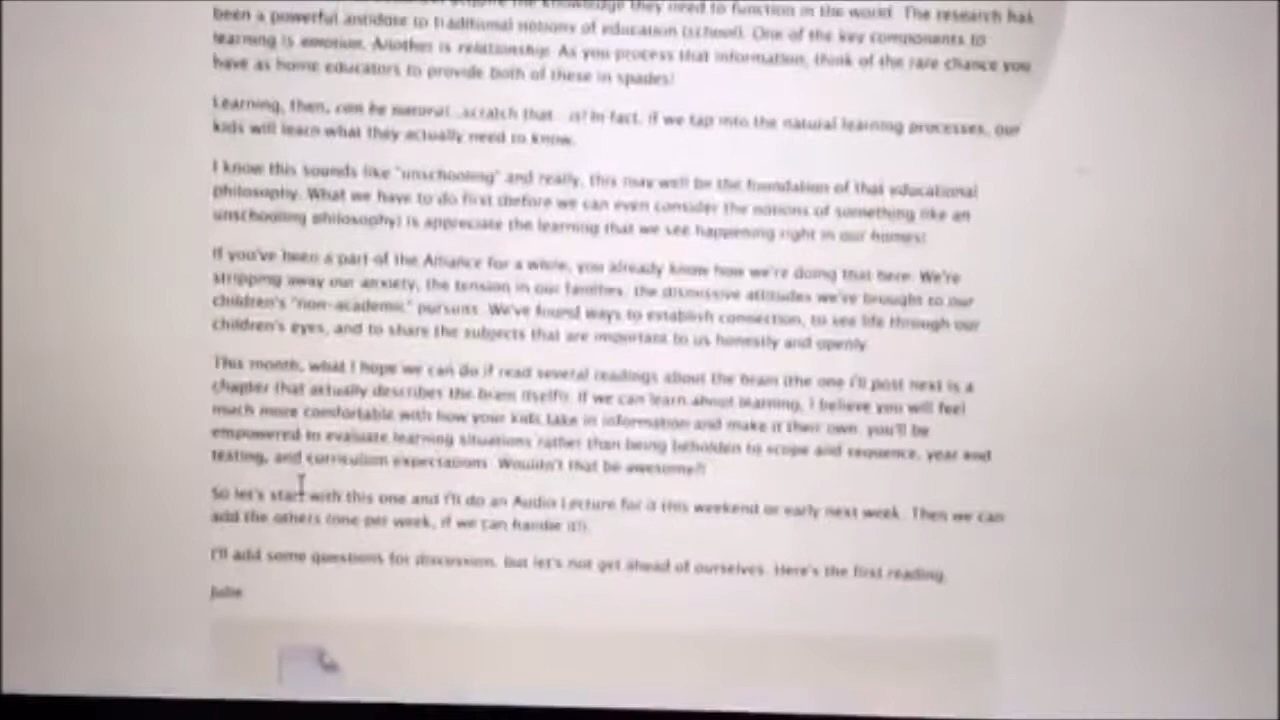 knowledge they need to function in the world. The research has
been a powerful antidote to traditional notions of education (school). One of the key components to
learning is emotion. Another is relationship. As you process that information, think of the rare chance you
have as home educators to provide both of these in spades!
Learning, then, can be natural...scratch that...is! In fact, if we tap into the natural learning processes, our
kids will learn what they actually need to know.
I know this sounds like "unschooling" and really, this may well be the foundation of that educational
philosophy. What we have to do first (before we can even consider the notions of something like an
unschooling philosophy) is appreciate the learning that we see happening right in our homes!
If you've been a part of the Alliance for a while, you already know how we're doing that here. We're
stripping away our anxiety, the tension in our families, the dismissive attitudes we've brought to our
children's "non-academic" pursuits. We've found ways to establish connection, to see life through our
children's eyes, and to share the subjects that are important to us honestly and openly.
This month, what I hope we can do if read several readings about the brain (the one I'll post next is a
chapter that actually describes the brain itself!). If we can learn about learning, I believe you will feel
much more comfortable with how your kids take in information and make it their own. you'll be
empowered to evaluate learning situations rather than being beholden to scope and sequence, year end
testing, and curriculum expectations. Wouldn't that be awesome?!
So let's start with this one and I'll do an Audio Lecture for it this weekend or early next week. Then we can
add the others (one per week, if we can handle it!).
I'll add some questions for discussion, but let's not get ahead of ourselves. Here's the first reading.
Julie